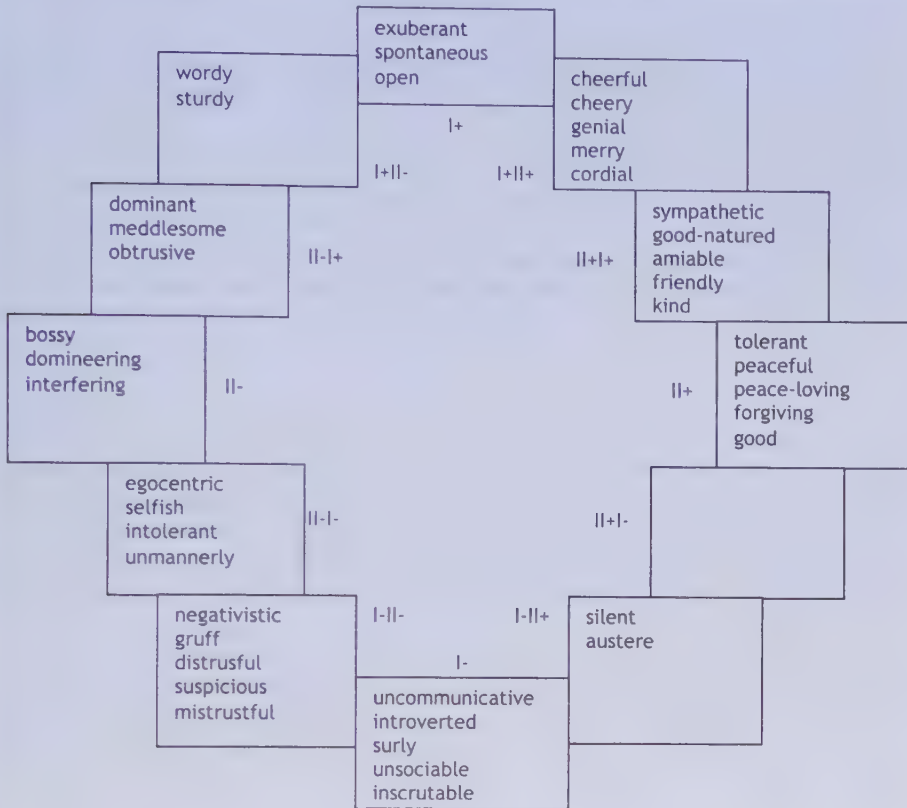 exuberant
spontaneous
open
I+
wordy
sturdy
I+II-
cheerful
cheery
genial
merry
cordial
I+II+
dominant
meddlesome
obtrusive
II-I+
sympathetic
good-natured
amiable
friendly
kind
II+I+
bossy
domineering
interfering
II-
tolerant
peaceful
peace-loving
forgiving
good
II+
egocentric
selfish
intolerant
unmannerly
II-I-
II+I-
negativistic
gruff
distrusful
suspicious
mistrustful
I-II-
I-II+
silent
austere
I-
uncommunicative
introverted
surly
unsociable
inscrutable